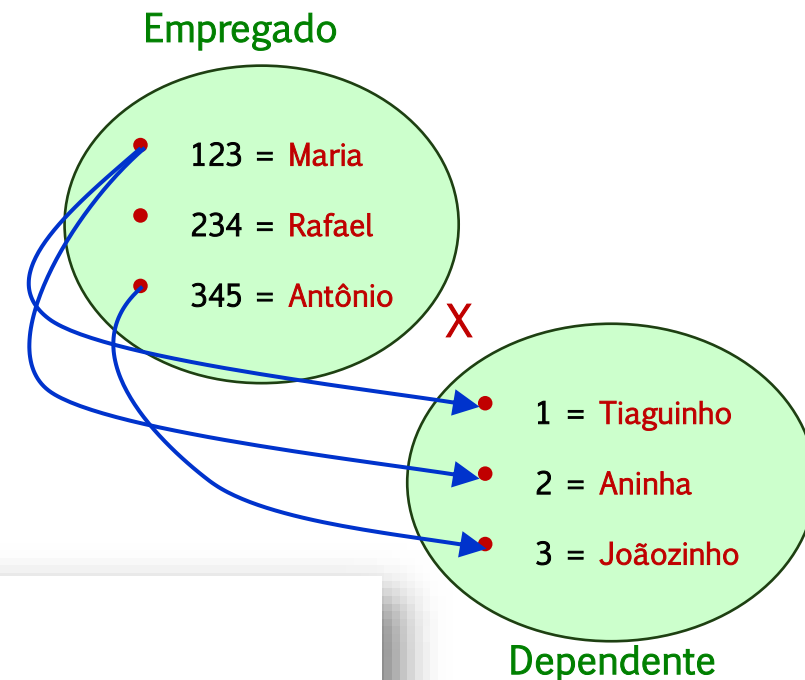 Empregado
123 = Maria
234 = Rafael
345 = Antônio
X
1 = Tiaguinho
2 = Aninha
3 = Joãozinho
Dependente